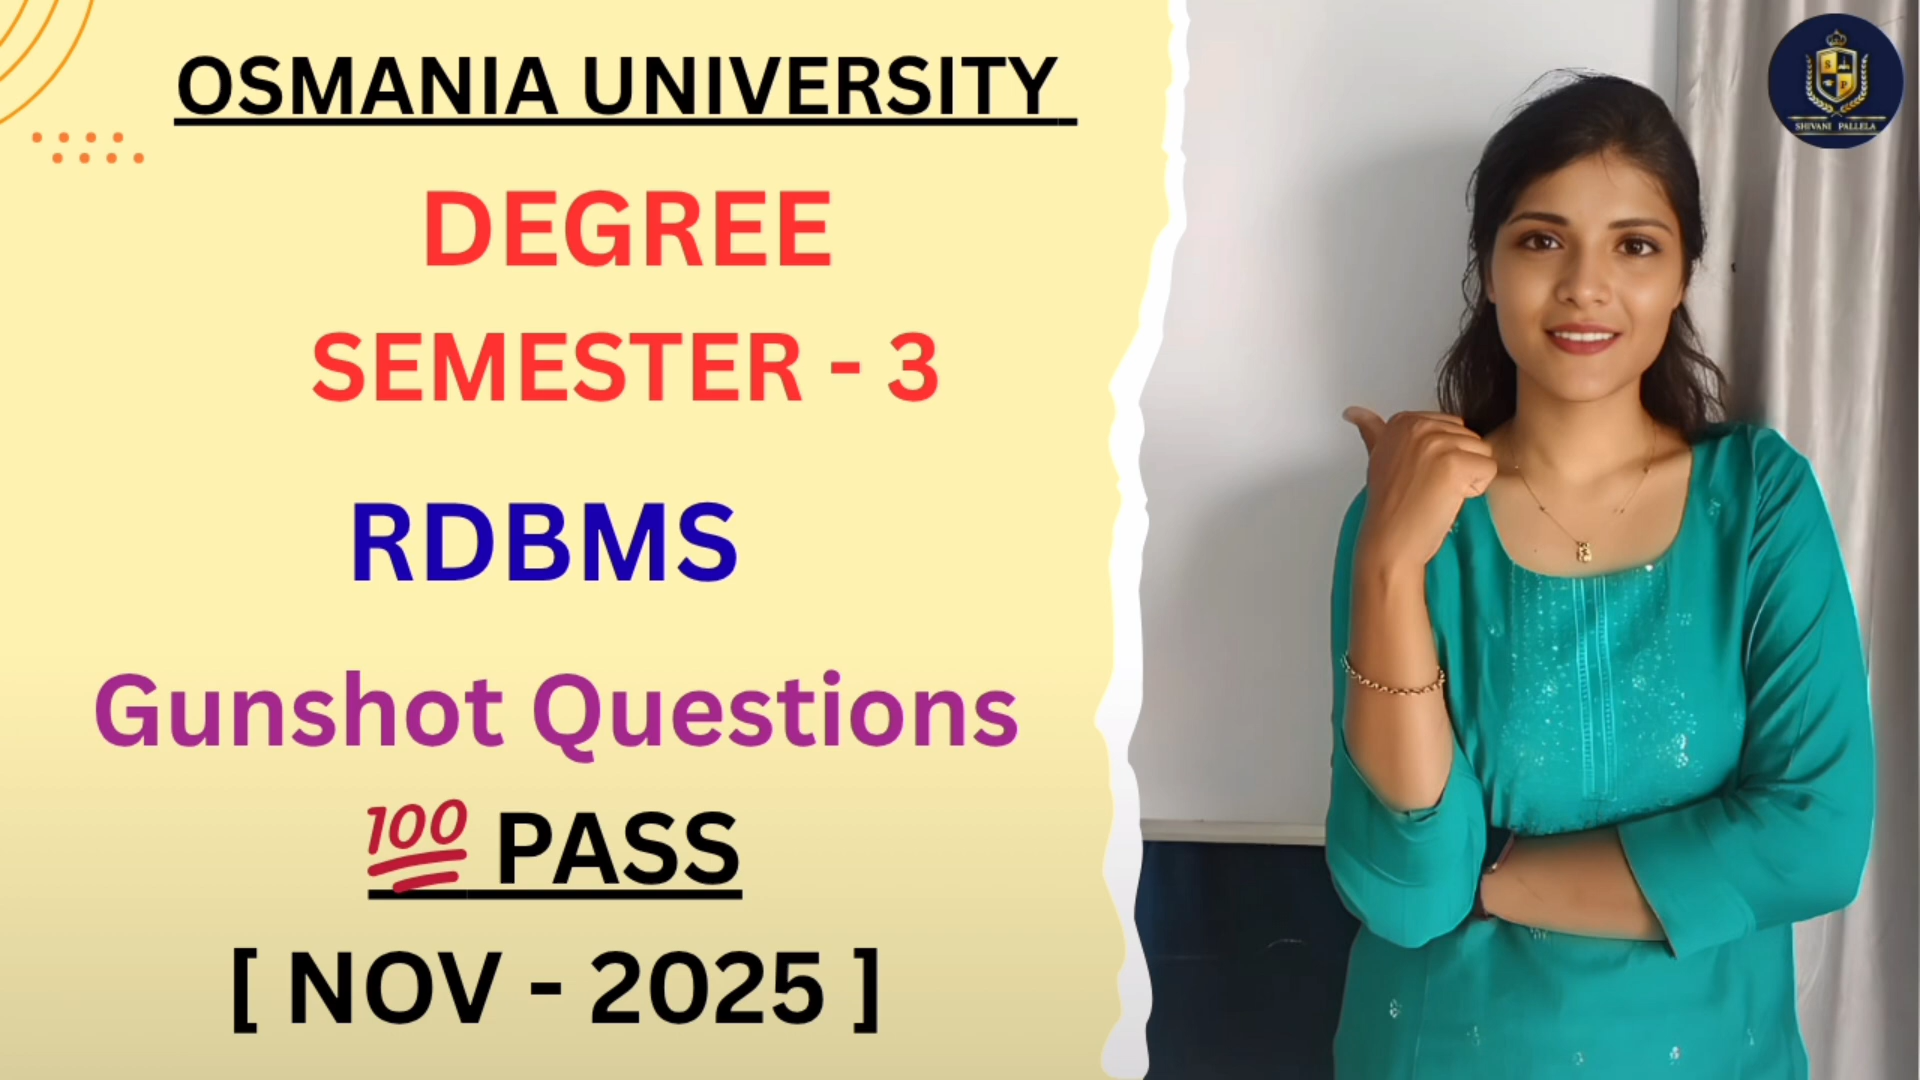 OSMANIA UNIVERSITY
DEGREE
SEMESTER - 3
RDBMS
Gunshot Questions
💯 PASS
[ NOV - 2025 ]
S
P
SHIVANI PALLELA